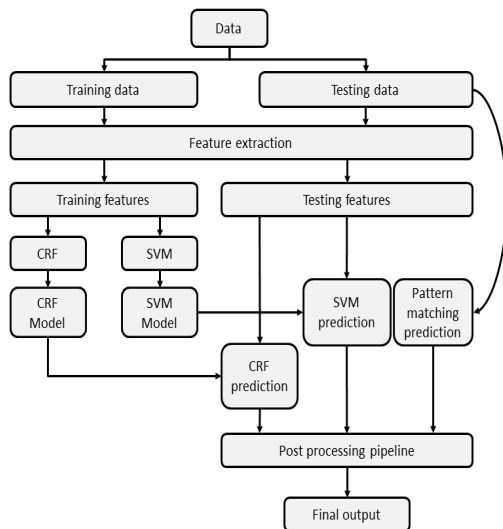 Data
Training data
Testing data
Feature extraction
Training features
Testing features
CRF
SVM
CRF
Model
SVM
Model
SVM
prediction
Pattern
matching
prediction
CRF
prediction
Post processing pipeline
Final output